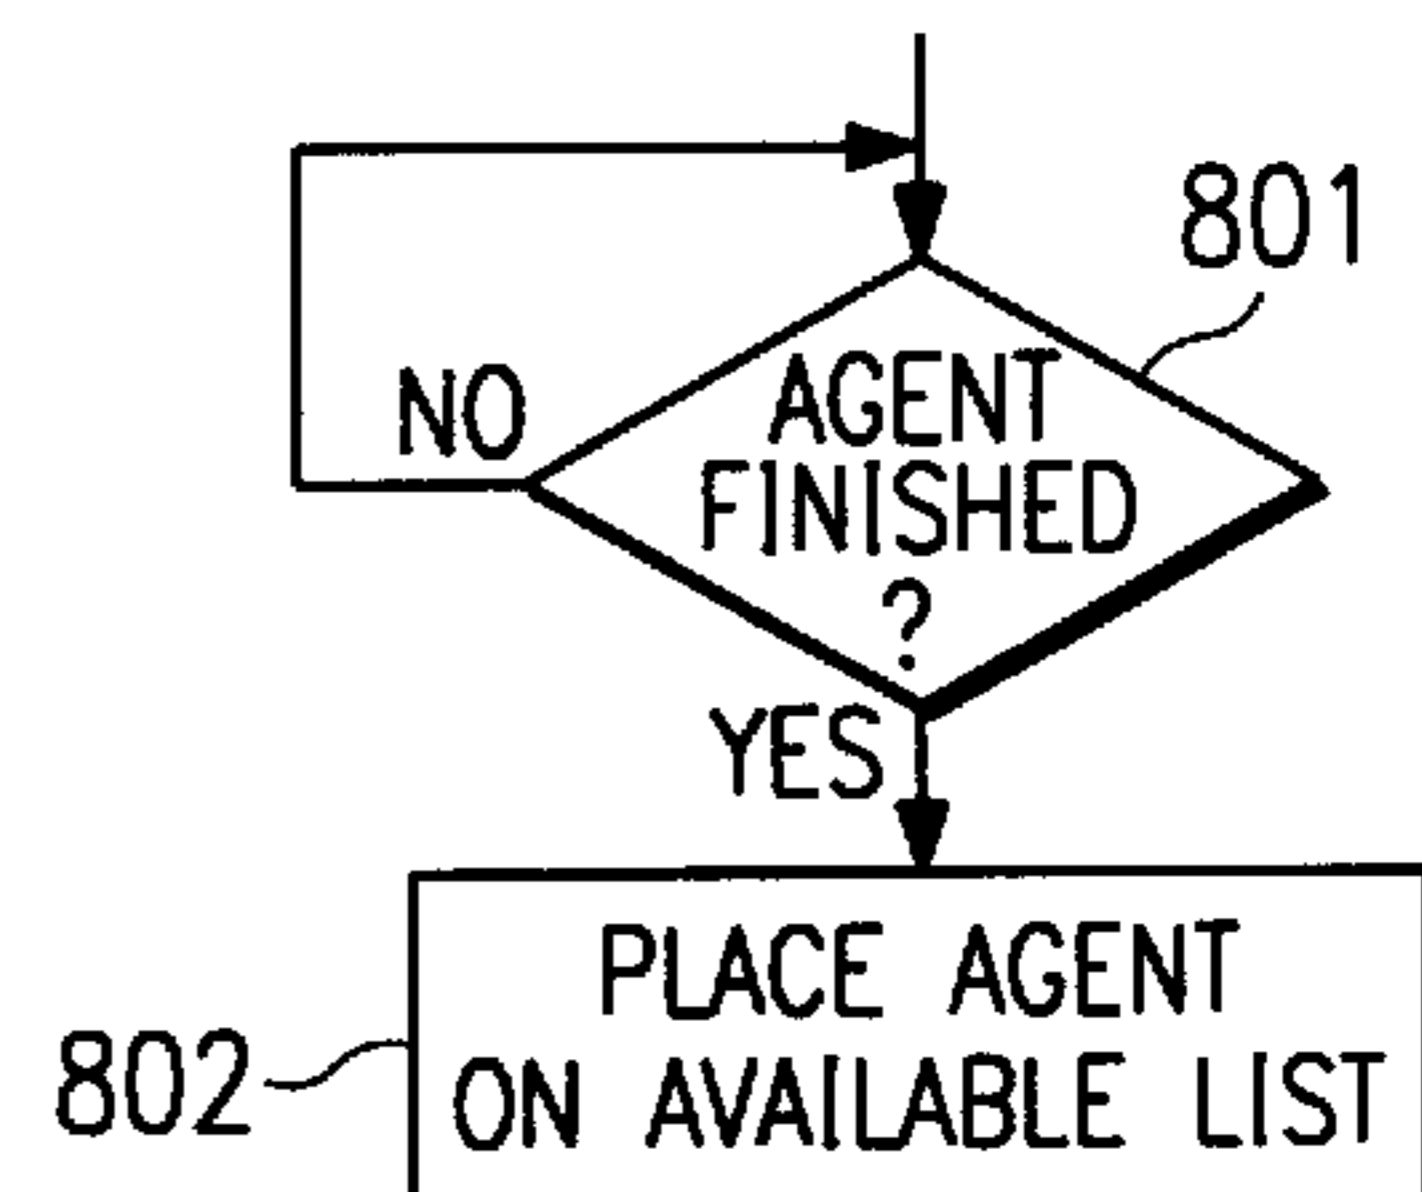 801
NO
AGENT
FINISHED
?
YES
PLACE AGENT
802
ON AVAILABLE LIST